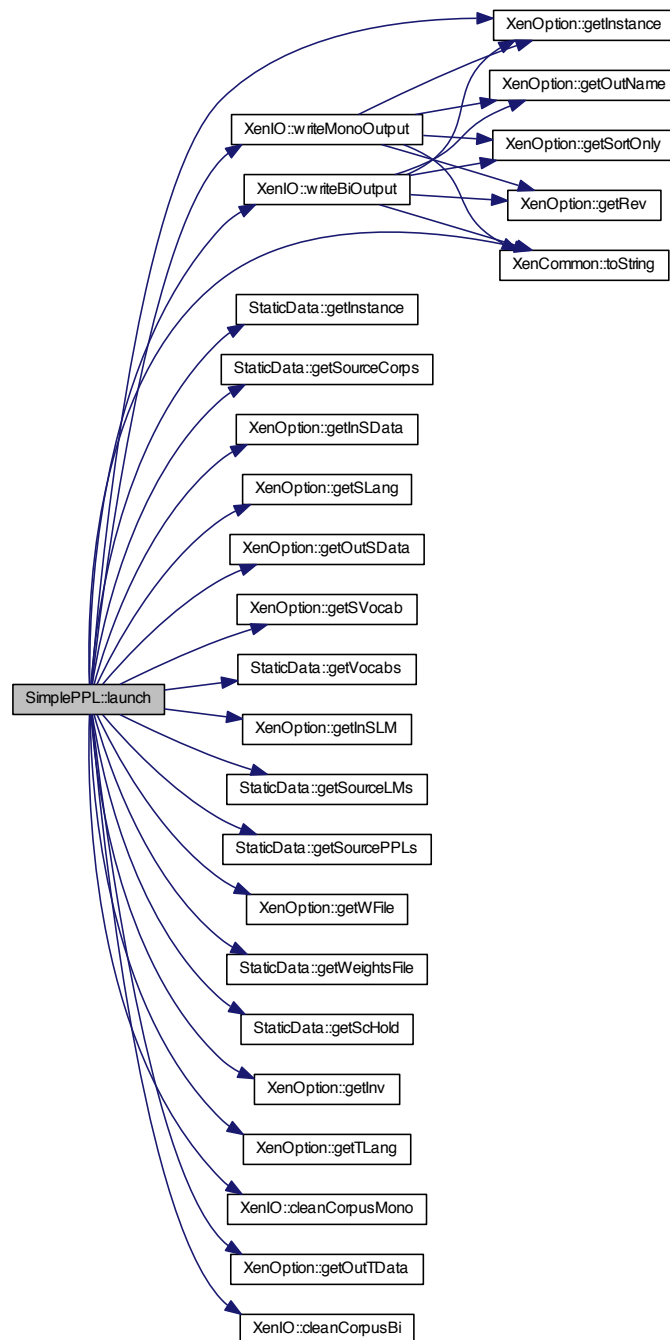 XenOption::getInstance
XenOption::getOutName
XenIO::writeMonoOutput
XenOption::getSortOnly
XenIO::writeBiOutput
XenOption::getRev
XenCommon::toString
StaticData::getInstance
StaticData::getSourceCorps
XenOption::getInSData
XenOption::getSLang
XenOption::getOutSData
XenOption::getSVocab
StaticData::getVocabs
SimplePPL::launch
XenOption::getInSLM
StaticData::getSourceLMs
StaticData::getSourcePPLs
XenOption::getWFile
StaticData::getWeightsFile
StaticData::getScHold
XenOption::getInv
XenOption::getTLang
XenIO::cleanCorpusMono
XenOption::getOutTData
XenIO::cleanCorpusBi